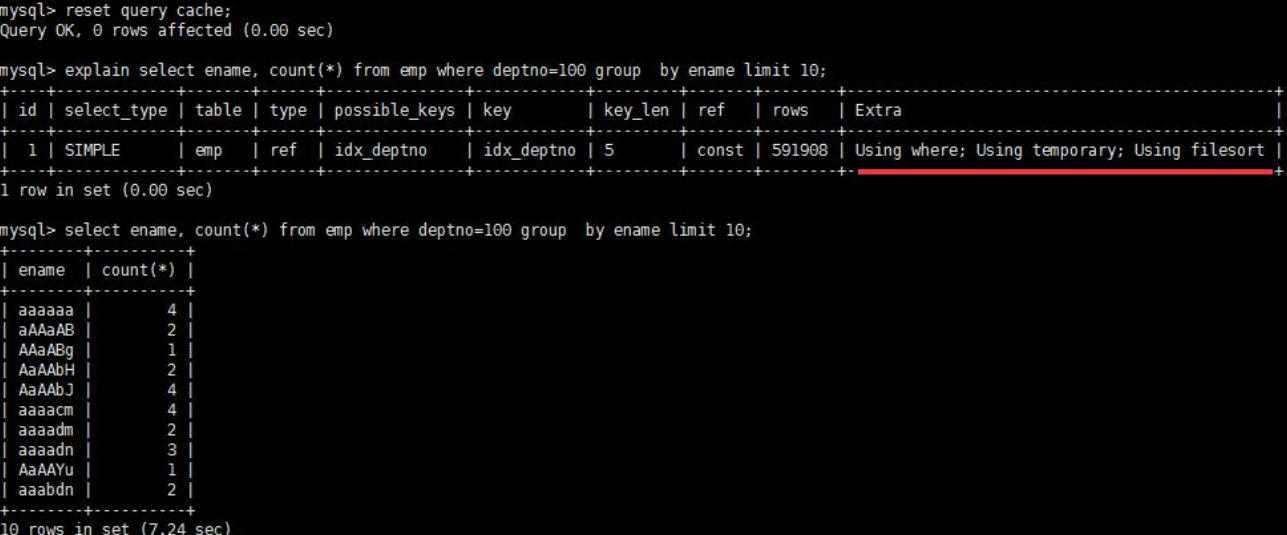 mysql> reset query cache;
Query OK, 0 rows affected (0.00 sec)
mysql> explain select ename, count(*) from emp where deptno=100 group  by ename limit 10;
+----+-------------+-------+------+---------------+------------+---------+-------+--------+----------------------------------------------+
| id | select_type | table | type | possible_keys | key        | key_len | ref   | rows   | Extra                                        |
+----+-------------+-------+------+---------------+------------+---------+-------+--------+----------------------------------------------+
|  1 | SIMPLE      | emp   | ref  | idx_deptno    | idx_deptno | 5       | const | 591908 | Using where; Using temporary; Using filesort |
+----+-------------+-------+------+---------------+------------+---------+-------+--------+----------------------------------------------+
1 row in set (0.00 sec)
mysql> select ename, count(*) from emp where deptno=100 group  by ename limit 10;
+--------+----------+
| ename  | count(*) |
+--------+----------+
| aaaaaa |        4 |
| aAAaAB |        2 |
| AAaABg |        1 |
| AaAAbH |        2 |
| AaAAbJ |        4 |
| aaaacm |        4 |
| aaaadm |        2 |
| aaaadn |        3 |
| AaAAYu |        1 |
| aaabdn |        2 |
+--------+----------+
10 rows in set (7.24 sec)